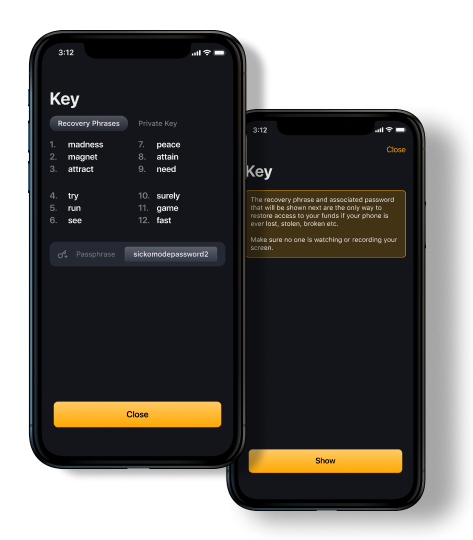 3:12
Key
Recovery Phrases Private Key
1. madness 7. peace
2. magnet 8. attain
3. attract 9. need
4. try 10. surely
5. run 11. game
6. see 12. fast
Passphrase sickomodepassword2
Close
3:12
Close
Key
The recovery phrase and associated password
that will be shown next are the only way to
restore access to your funds if your phone is
ever lost, stolen, broken etc.
Make sure no one is watching or recording your
screen.
Show